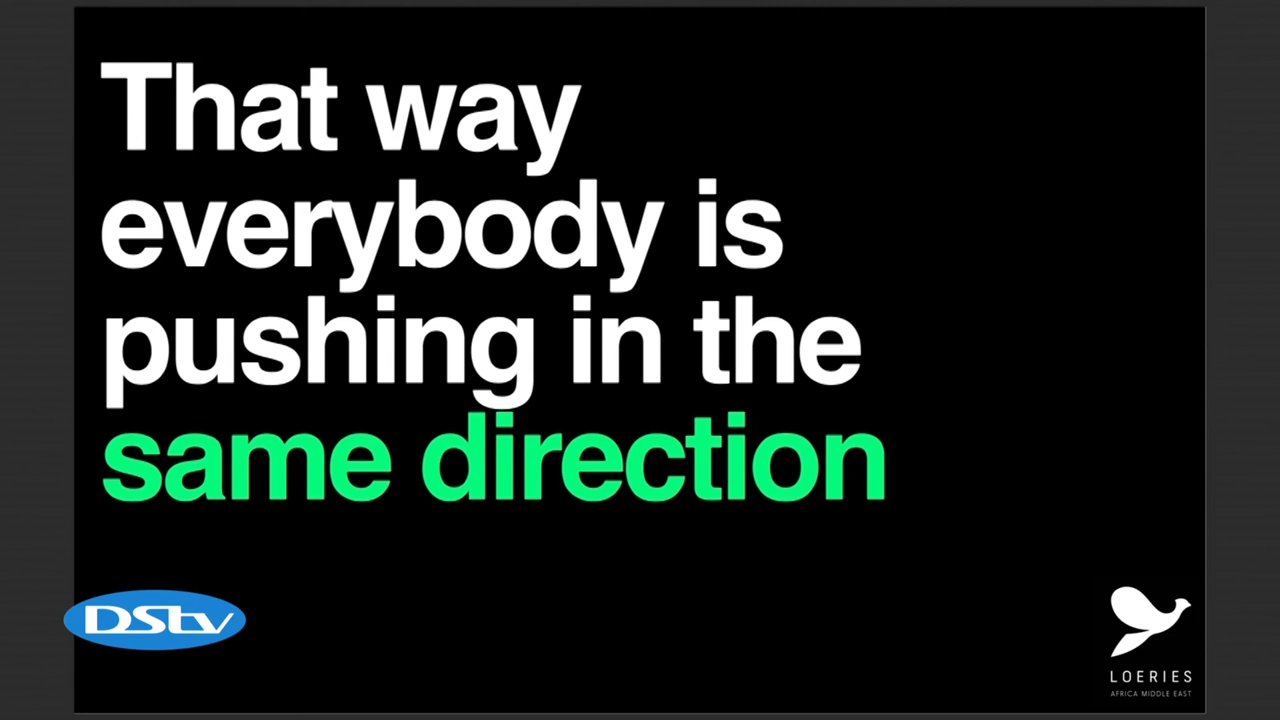 That way
everybody is
pushing in the
same direction
DStv
LOERIES
AFRICA MIDDLE EAST